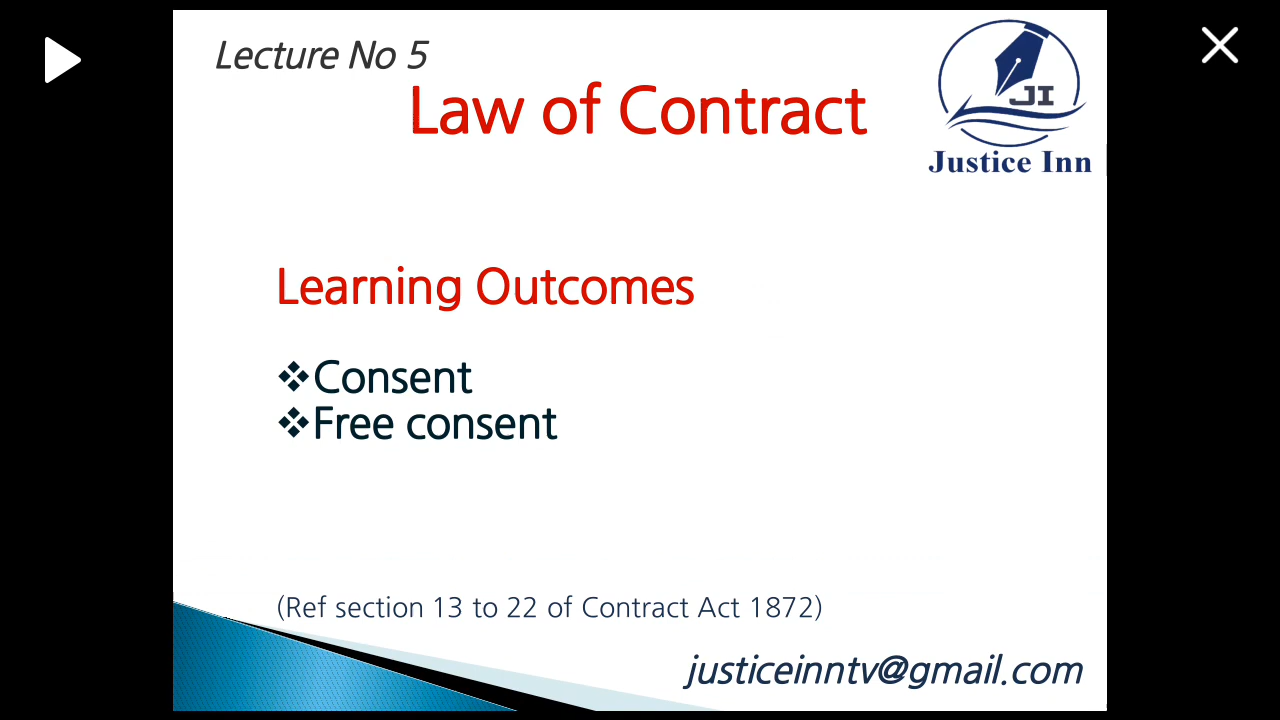 Lecture No 5
Law of Contract
JI
Justice Inn
Learning Outcomes
❖Consent
❖Free consent
(Ref section 13 to 22 of Contract Act 1872)
justiceinntv@gmail.com